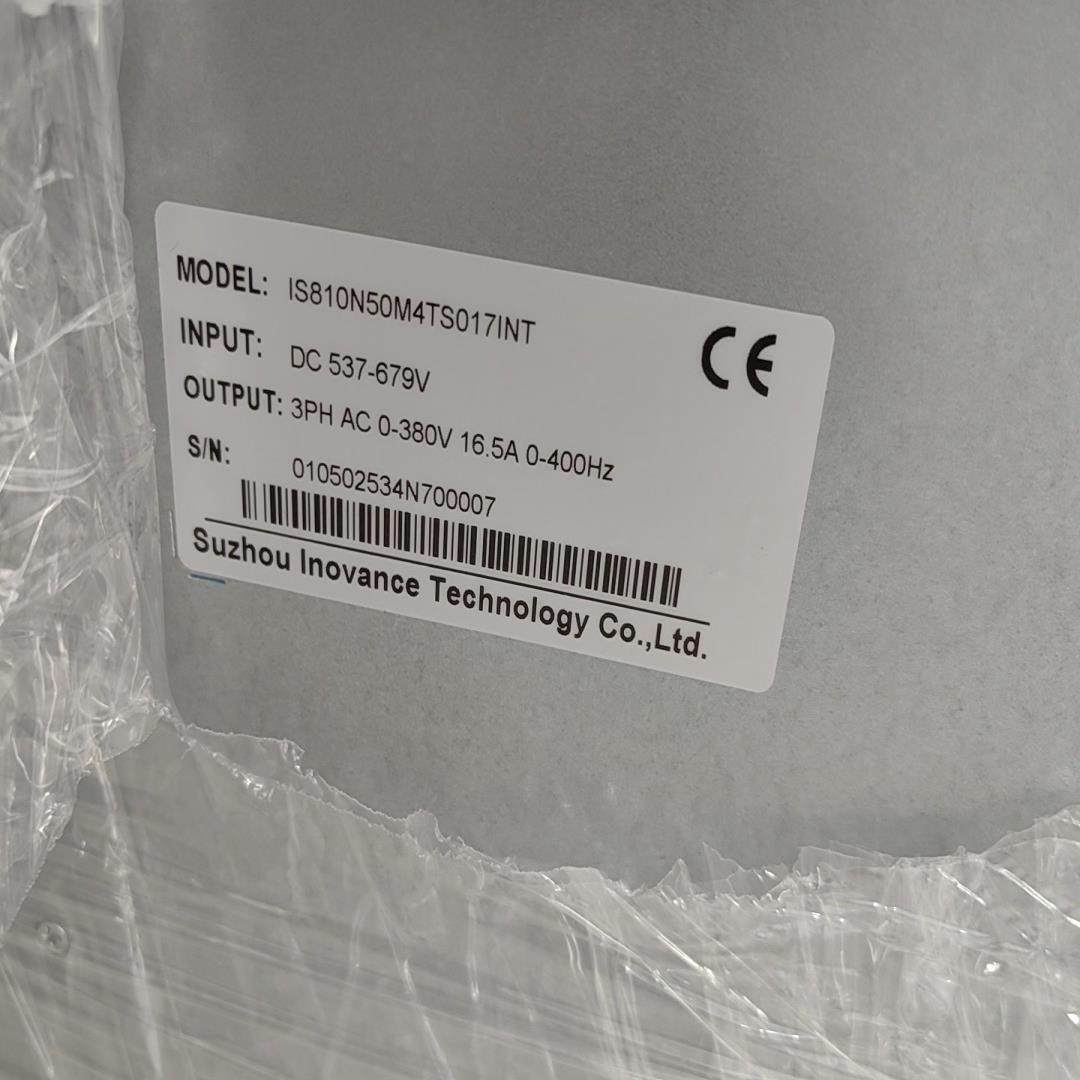 MODEL: IS810N50M4TS017INT
INPUT: DC 537-679V
OUTPUT: 3PH AC 0-380V 16.5A 0-400Hz
S/N: 010502534N700007
Suzhou Inovance Technology Co.,Ltd.
CE